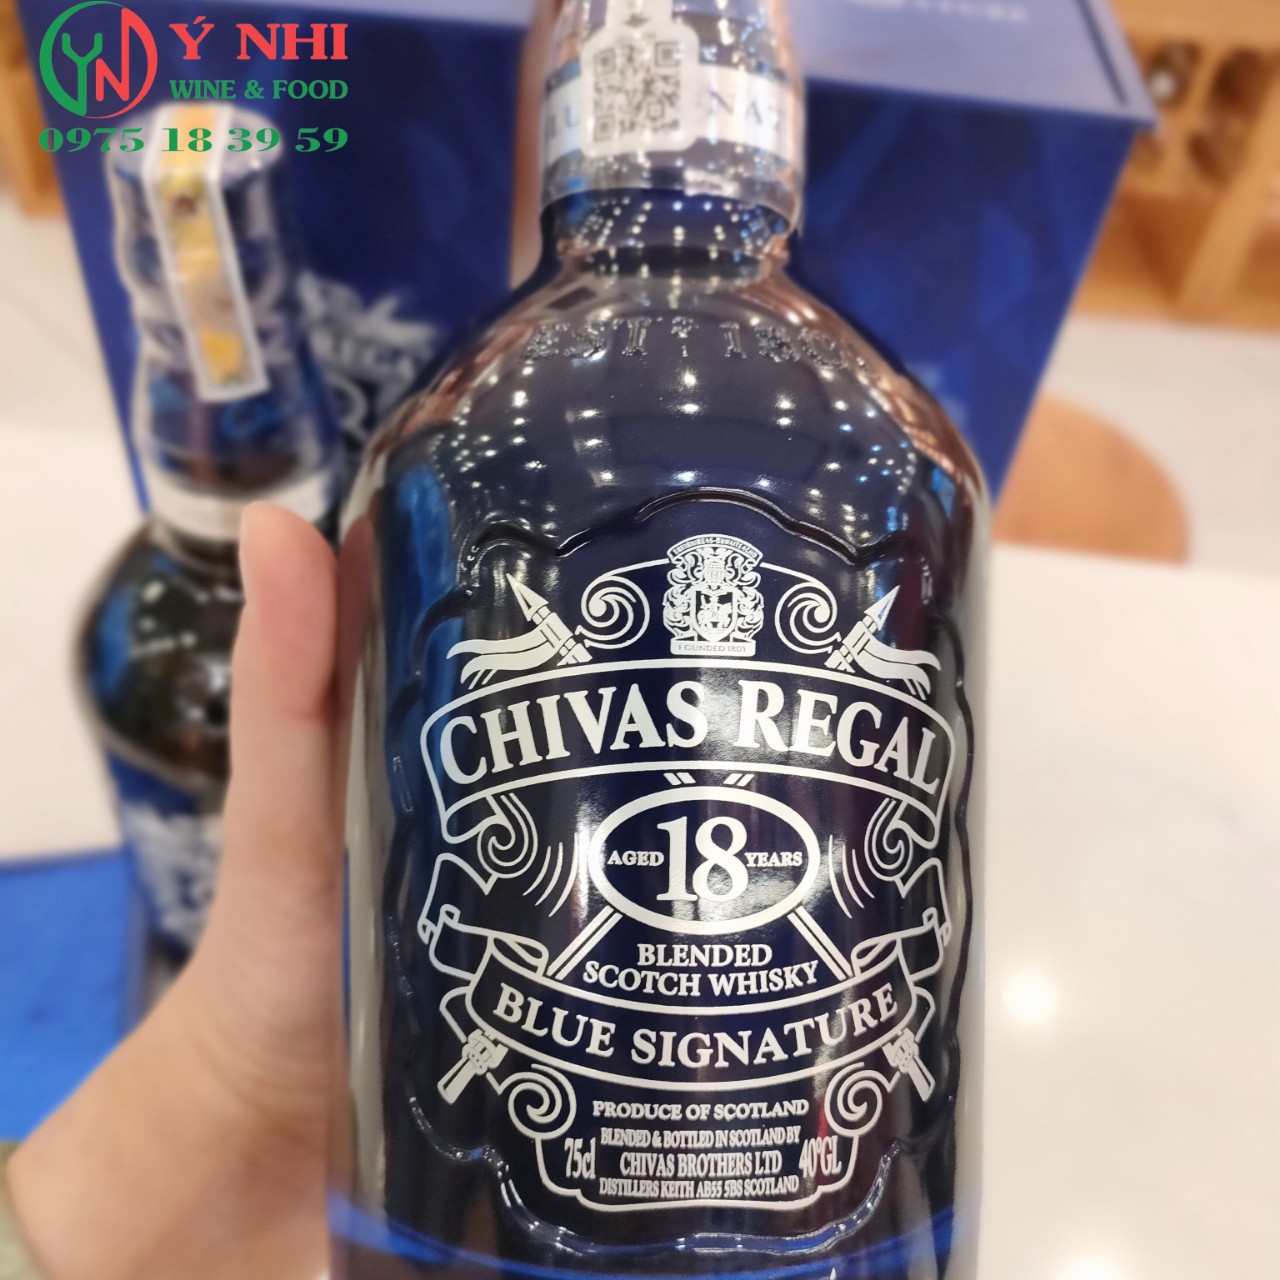 Ý NHI
WINE & FOOD
0975 18 39 59
EST? 180
FOUNDED 1801
CHIVAS REGAL
AGED 18 YEARS
BLENDED
SCOTCH WHISKY
BLUE SIGNATURE
PRODUCE OF SCOTLAND
BLENDED & BOTTLED IN SCOTLAND BY
75cl CHIVAS BROTHERS LTD 40°GL
DISTILLERS KEITH AB55 5BS SCOTLAND